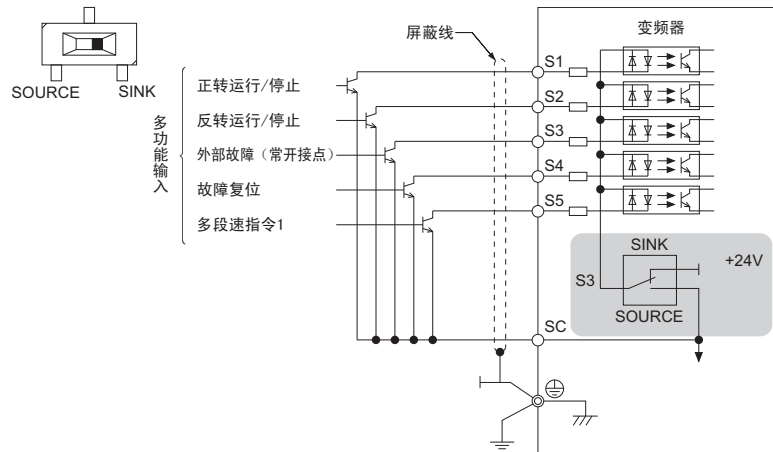 SOURCE SINK
多功能输入
正转运行/停止
反转运行/停止
外部故障（常开接点）
故障复位
多段速指令1
屏蔽线
变频器
S1
S2
S3
S4
S5
SINK
+24V
S3
SOURCE
SC